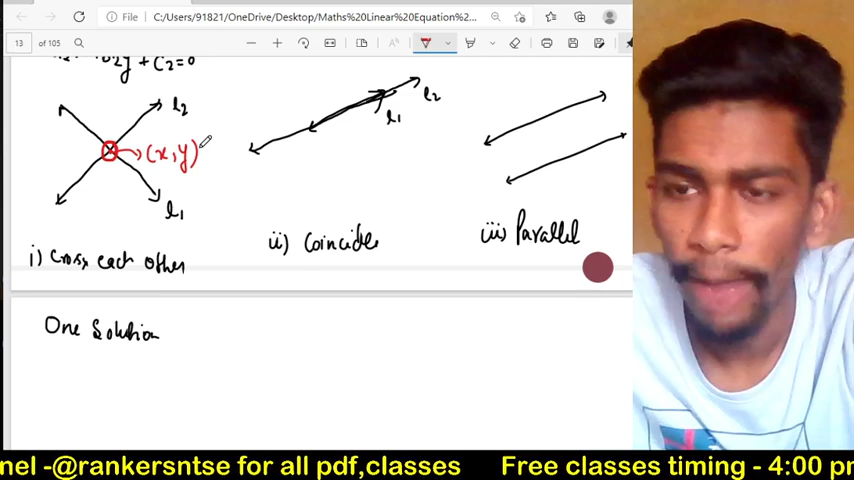 File
C:/Users/91821/OneDrive/Desktop/Maths%20Linear%20Equation%2...
13 of 105
y + C2=0
l2
(x,y)
l1
l2
l1
i) Cross each other
ii) Coincide
iii) Parallel
One Solution
nel -@rankersntse for all pdf,classes Free classes timing - 4:00 pr